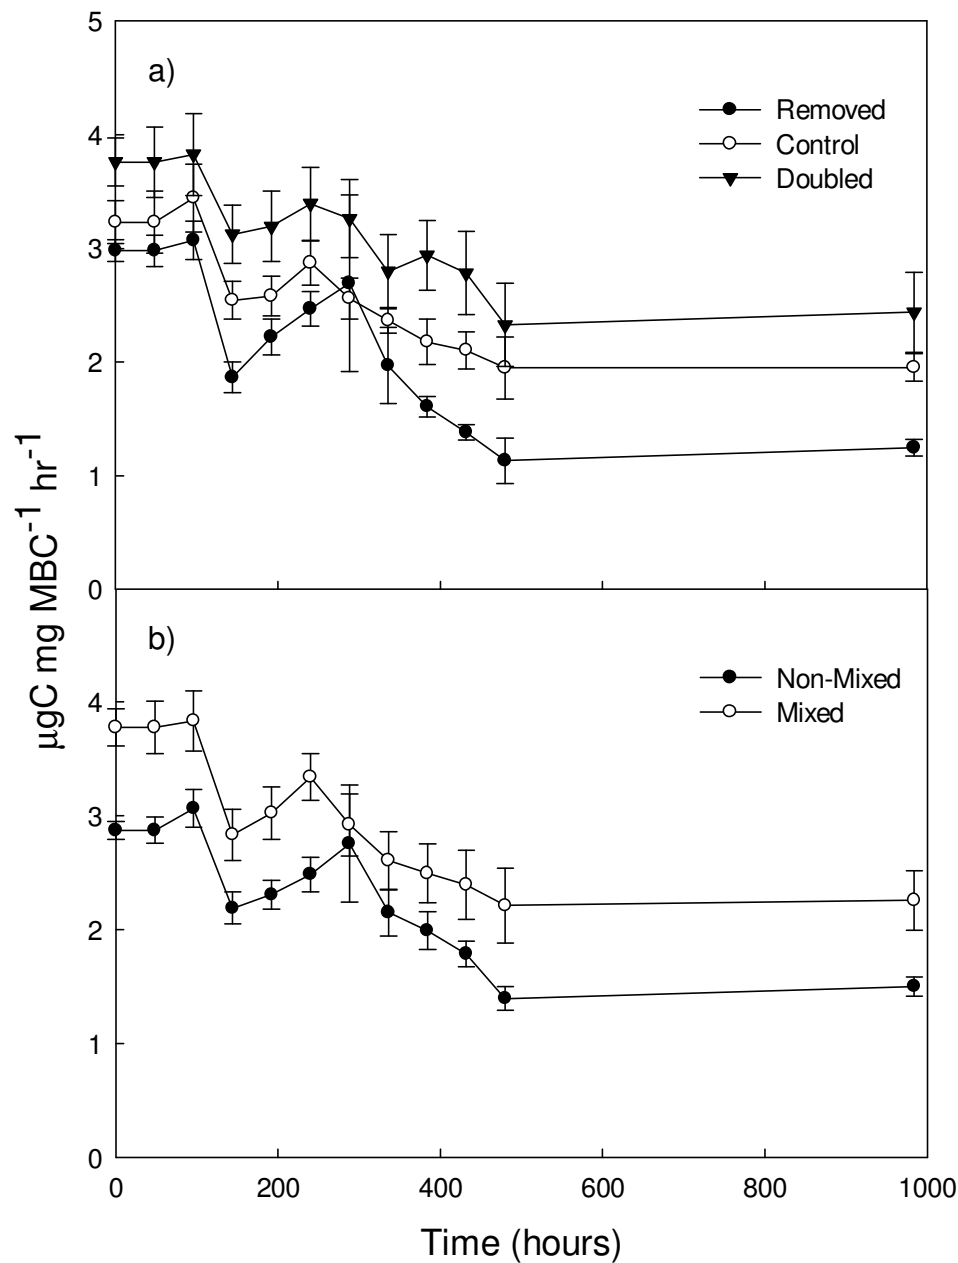 5
a)
Removed
4
Control
Doubled
3
2
1
0
µgC mg MBC⁻¹ hr⁻¹
b)
Non-Mixed
4
Mixed
3
2
1
0
0 200 400 600 800 1000
Time (hours)